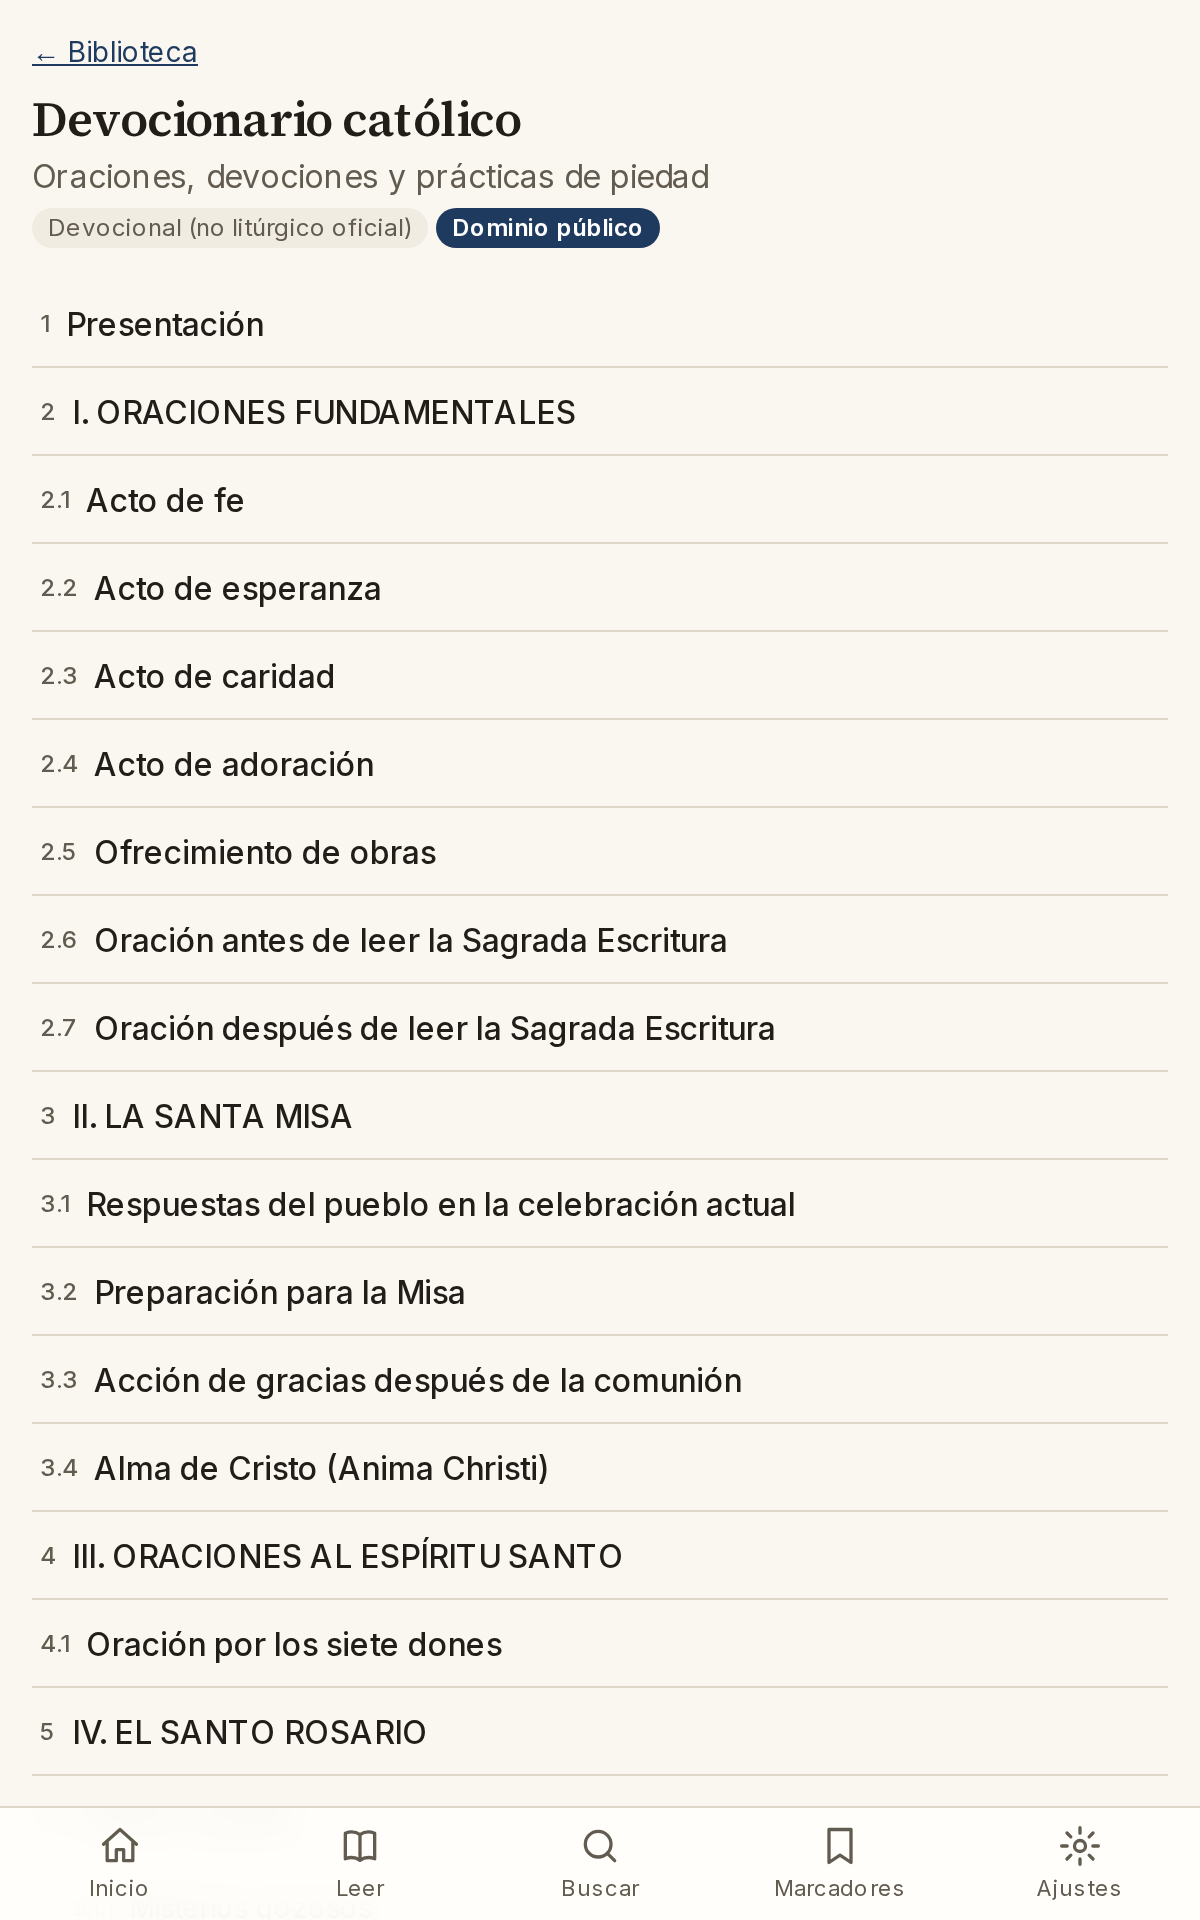 ← Biblioteca
Devocionario católico
Oraciones, devociones y prácticas de piedad
Devocional (no litúrgico oficial) Dominio público
1 Presentación
2 I. ORACIONES FUNDAMENTALES
2.1 Acto de fe
2.2 Acto de esperanza
2.3 Acto de caridad
2.4 Acto de adoración
2.5 Ofrecimiento de obras
2.6 Oración antes de leer la Sagrada Escritura
2.7 Oración después de leer la Sagrada Escritura
3 II. LA SANTA MISA
3.1 Respuestas del pueblo en la celebración actual
3.2 Preparación para la Misa
3.3 Acción de gracias después de la comunión
3.4 Alma de Cristo (Anima Christi)
4 III. ORACIONES AL ESPÍRITU SANTO
4.1 Oración por los siete dones
5 IV. EL SANTO ROSARIO
Inicio Leer Buscar Marcadores Ajustes
Misterios gozosos